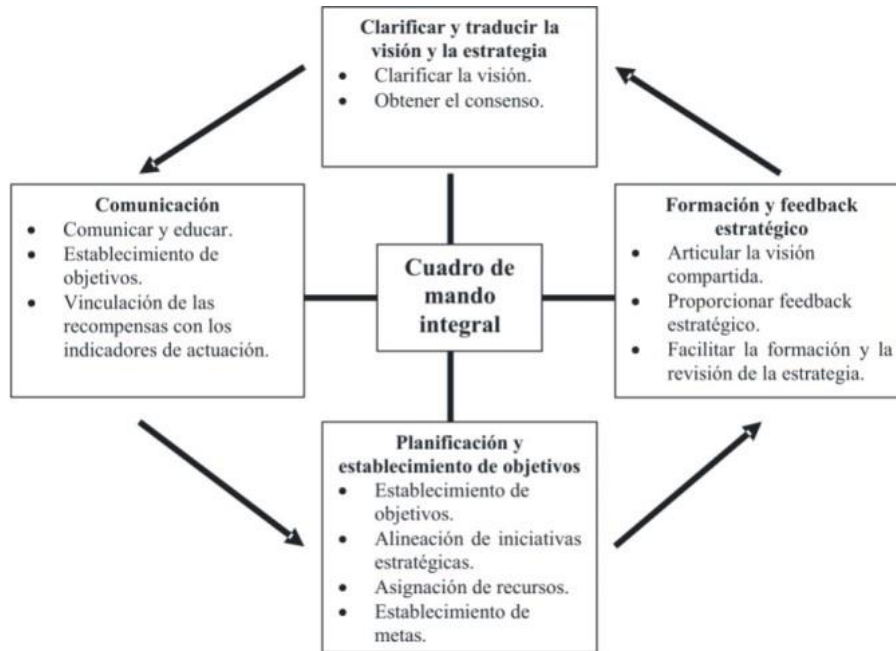 Clarificar y traducir la
visión y la estrategia
• Clarificar la visión.
• Obtener el consenso.
Comunicación
• Comunicar y educar.
• Establecimiento de
objetivos.
• Vinculación de las
recompensas con los
indicadores de actuación.
Cuadro de
mando
integral
Formación y feedback
estratégico
• Articular la visión
compartida.
• Proporcionar feedback
estratégico.
• Facilitar la formación y la
revisión de la estrategia.
Planificación y
establecimiento de objetivos
• Establecimiento de
objetivos.
• Alineación de iniciativas
estratégicas.
• Asignación de recursos.
• Establecimiento de
metas.